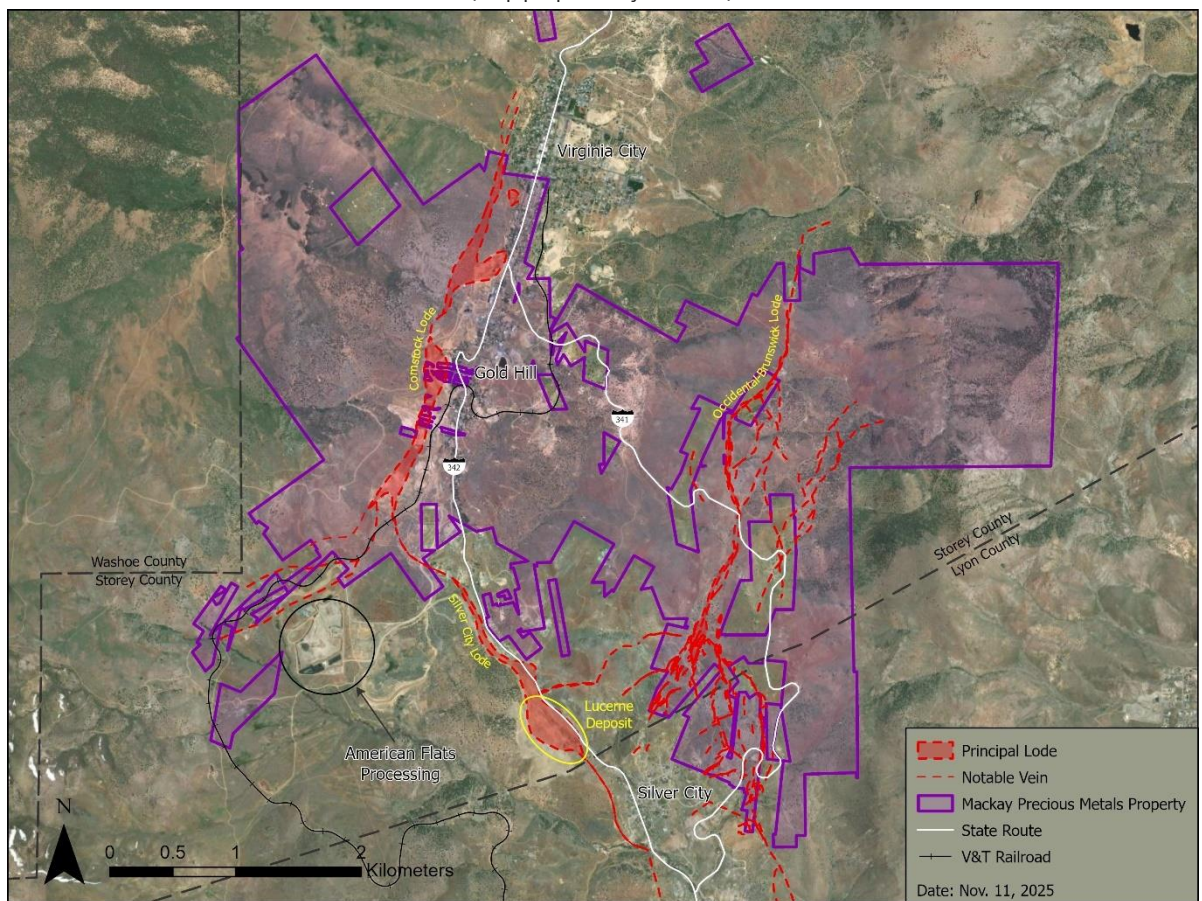 Virginia City
Comstock Lode
Occidental-Brunswick Lode
Gold Hill
341
342
Washoe County
Storey County
Storey County
Lyon County
Silver City Lode
Lucerne
Deposit
American Flats
Processing
Silver City
N
0 0.5 1 2
Kilometers
Principal Lode
Notable Vein
Mackay Precious Metals Property
State Route
V&T Railroad
Date: Nov. 11, 2025